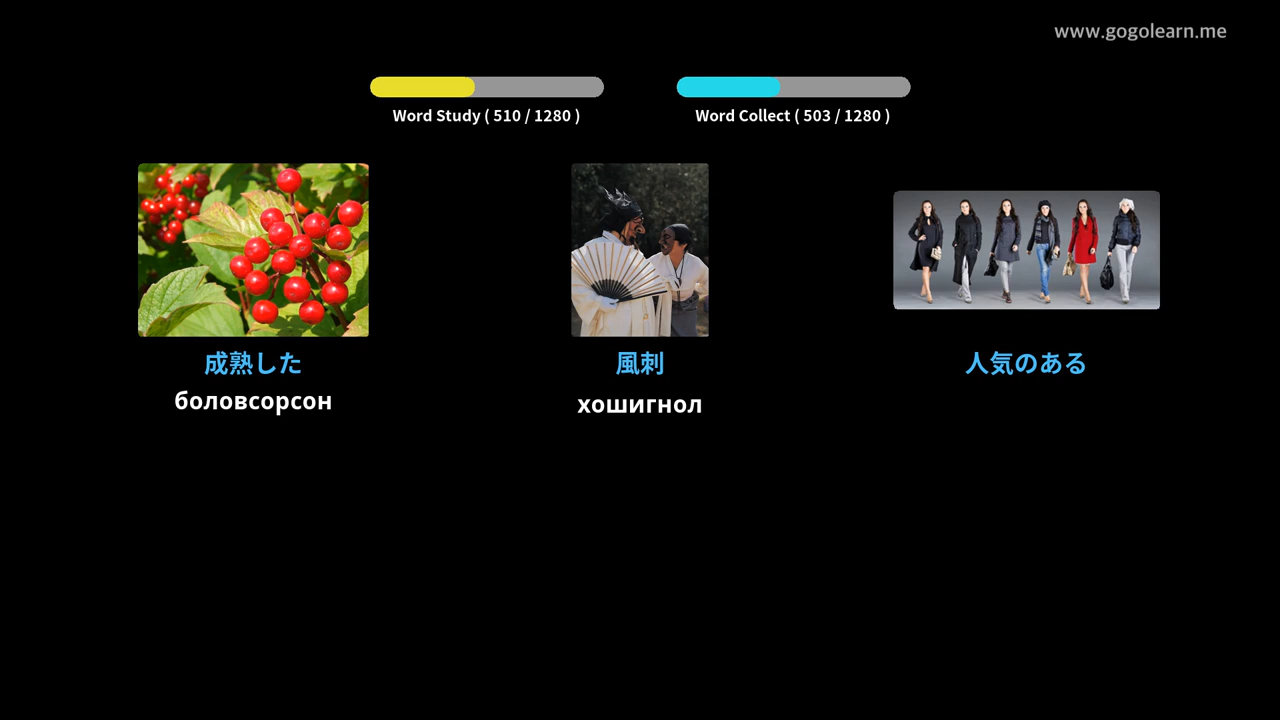 www.gogolearn.me
Word Study ( 510 / 1280 )
Word Collect ( 503 / 1280 )
成熟した
боловсорсон
風刺
хошигнол
人気のある